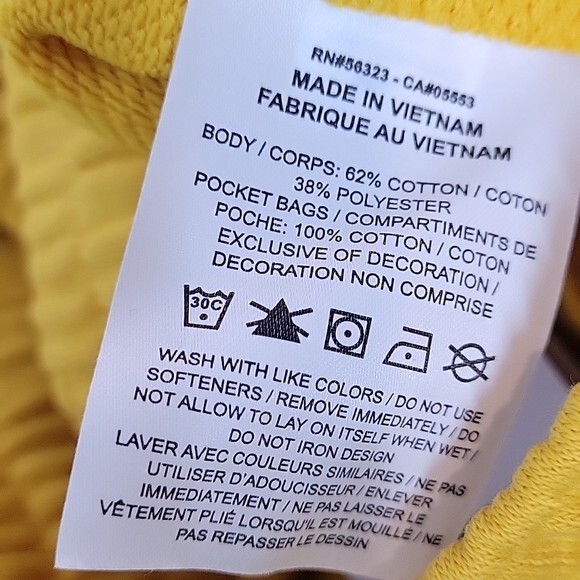 RN#56323 - CA#05553
MADE IN VIETNAM
FABRIQUE AU VIETNAM
BODY / CORPS: 62% COTTON / COTON
38% POLYESTER
POCKET BAGS / COMPARTIMENTS DE
POCHE: 100% COTTON / COTON
EXCLUSIVE OF DECORATION /
DECORATION NON COMPRISE
30C
WASH WITH LIKE COLORS / DO NOT USE
SOFTENERS / REMOVE IMMEDIATELY / DO
NOT ALLOW TO LAY ON ITSELF WHEN WET /
DO NOT IRON DESIGN
LAVER AVEC COULEURS SIMILAIRES / NE PAS
UTILISER D'ADOUCISSEUR / ENLEVER
IMMÉDIATEMENT / NE PAS LAISSER LE
VÊTEMENT PLIÉ LORSQU'IL EST MOUILLÉ / NE
PAS REPASSER LE DESSIN